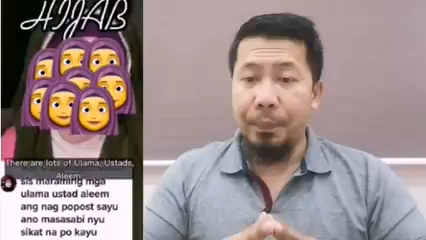 HIJAB
There are lots of Ulama, Ustads,
Aleem
sis maraming mga
ulama ustad aleem
ang nag popost sayu
ano masasabi nyu
sikat na po kayu